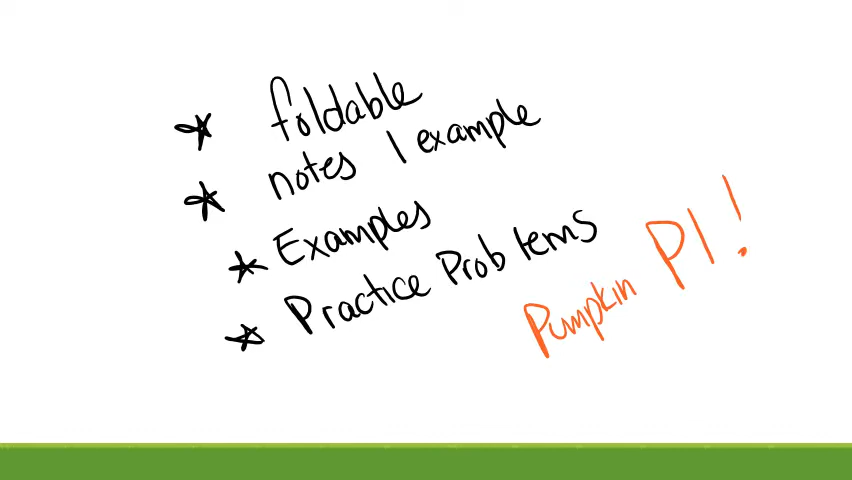 * foldable
* notes 1 example
* Examples
* Practice Problems
Pumpkin PI!